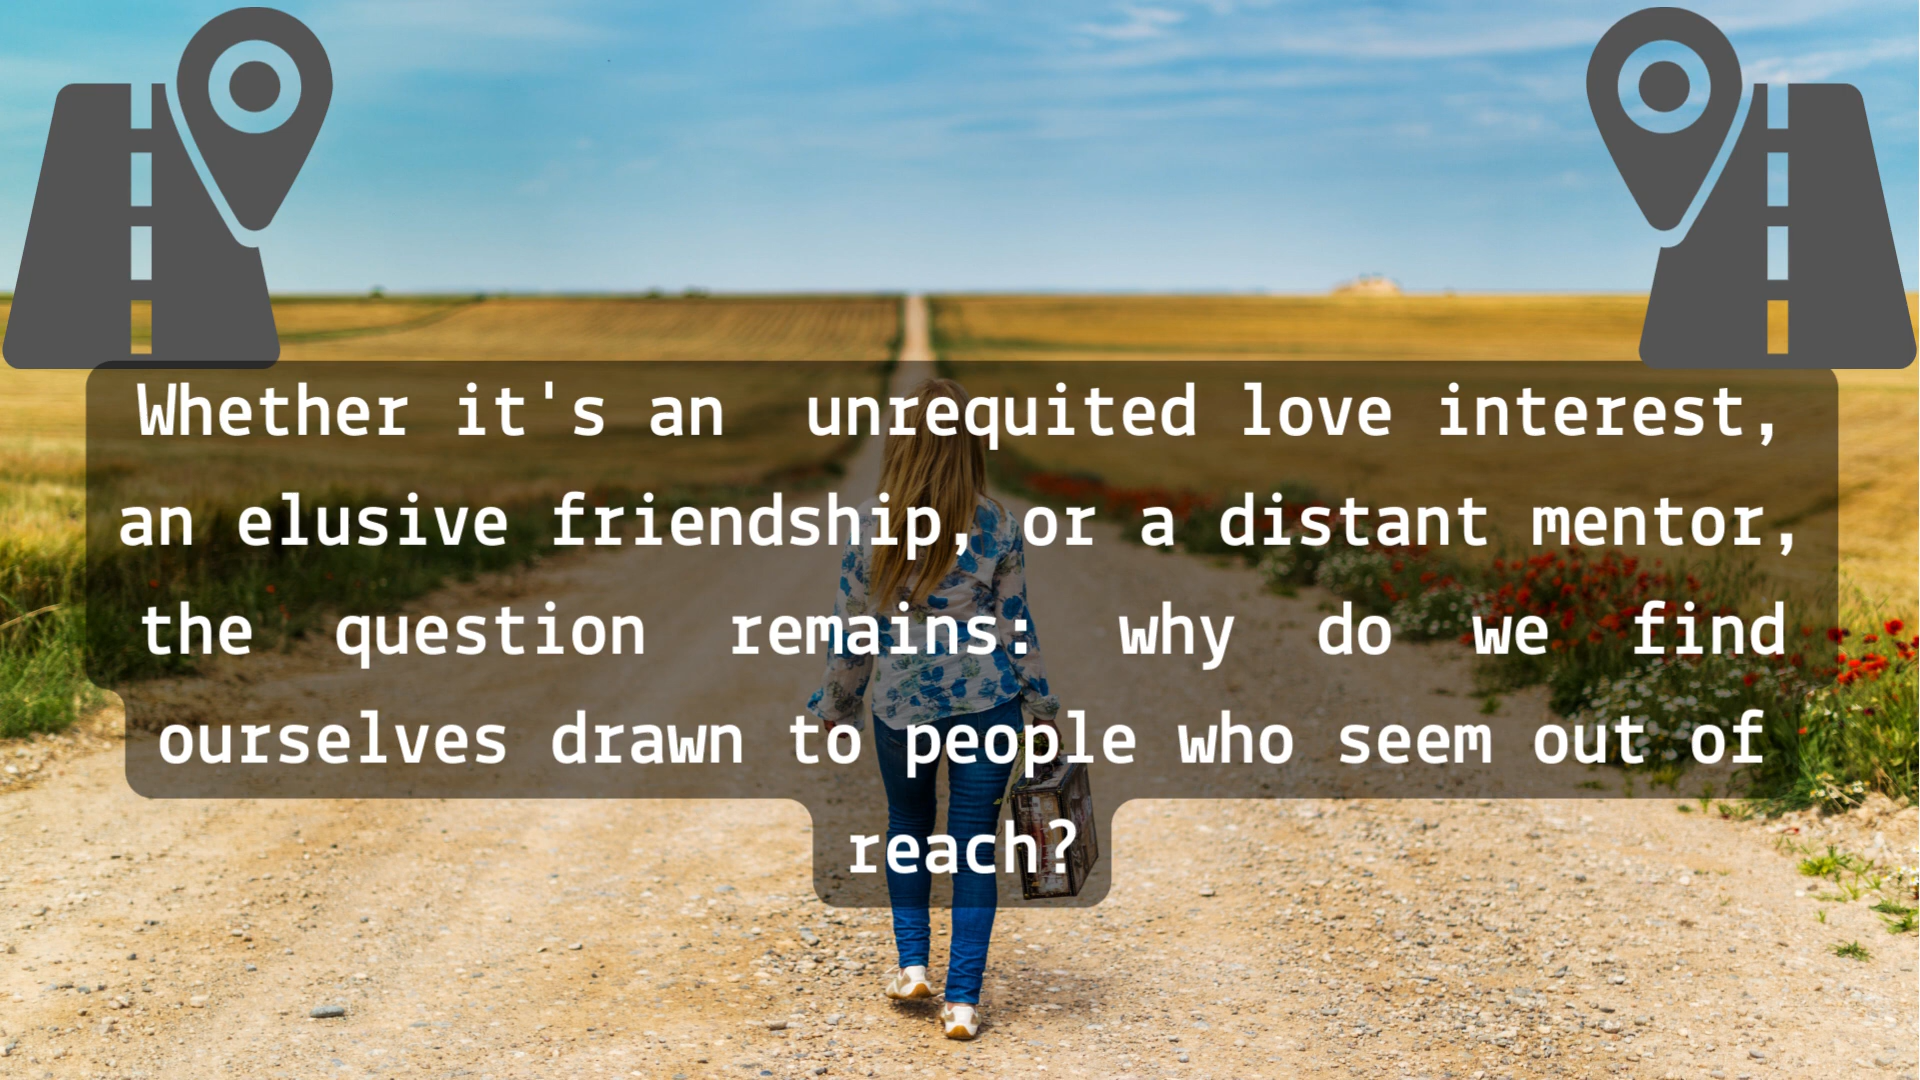 Whether it's an unrequited love interest,
an elusive friendship, or a distant mentor,
the question remains: why do we find
ourselves drawn to people who seem out of
reach?